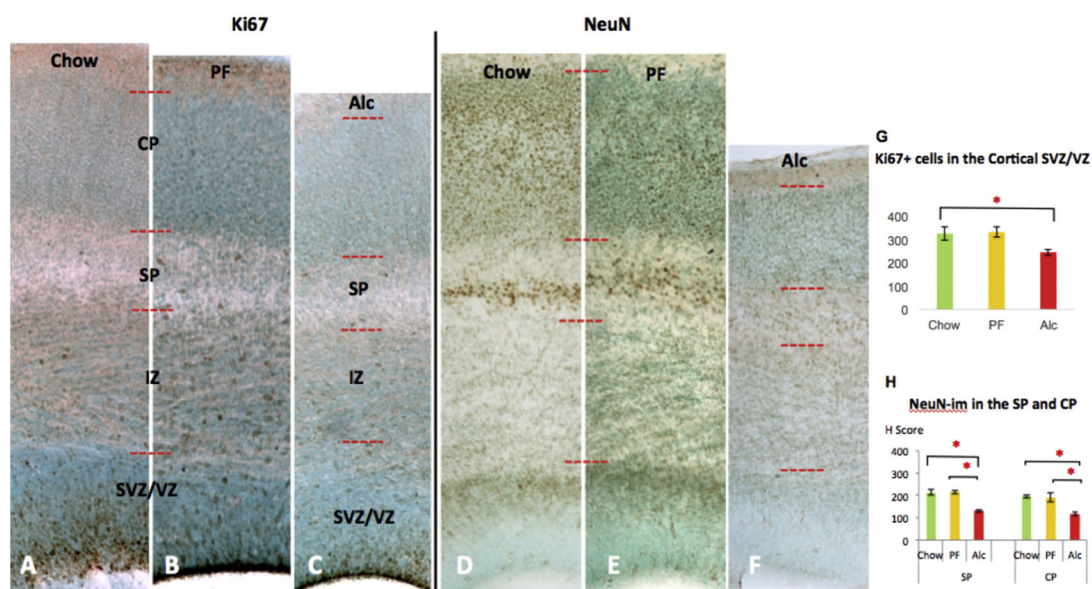 Ki67
NeuN
Chow
PF
Alc
CP
SP
SP
IZ
IZ
SVZ/VZ
SVZ/VZ
A
B
C
Chow
PF
Alc
D
E
F
G
Ki67+ cells in the Cortical SVZ/VZ
*
400
300
200
100
0
Chow PF Alc
H
NeuN-im in the SP and CP
H Score
* *
* *
400
300
200
100
0
Chow PF Alc Chow PF Alc
SP CP